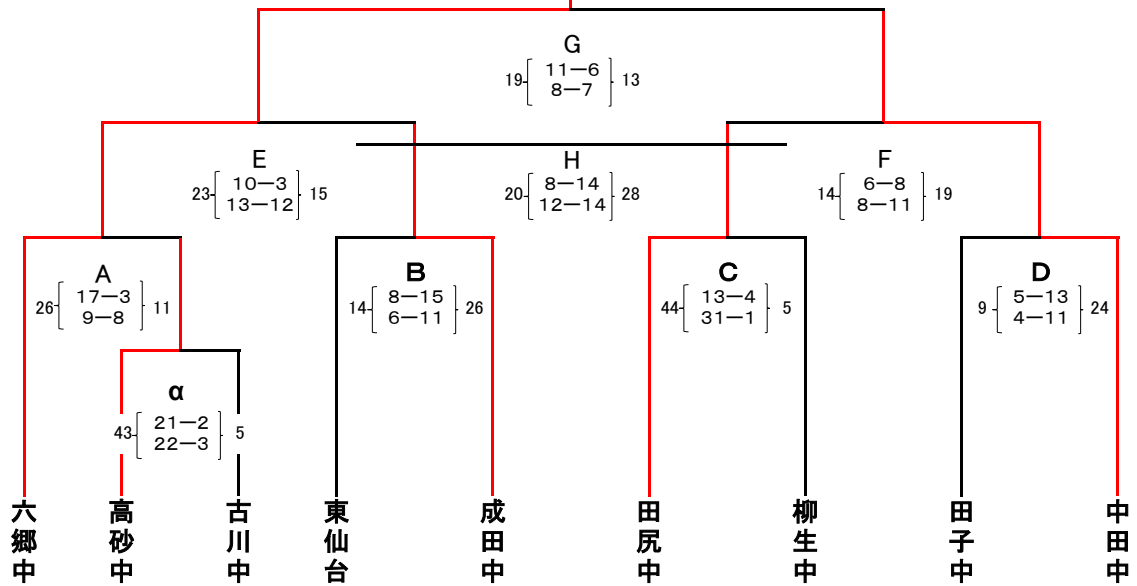 G
19 11－6 13
8－7
E H F
23 10－3 15 20 8－14 28 14 6－8 19
13－12 12－14 8－11
A B C D
26 17－3 11 14 8－15 26 44 13－4 5 9 5－13 24
9－8 6－11 31－1 4－11
α
43 21－2 5
22－3
六郷中
高砂中
古川中
東仙台
成田中
田尻中
柳生中
田子中
中田中